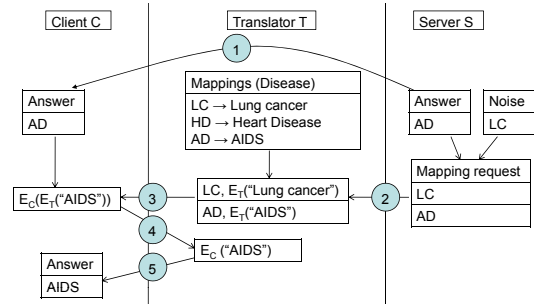 Client C
Translator T
Server S
1
Mappings (Disease)
LC → Lung cancer
HD → Heart Disease
AD → AIDS
Answer
AD
Answer
AD
Noise
LC
Mapping request
LC
AD
E_C(E_T("AIDS"))
3
LC, E_T("Lung cancer")
AD, E_T("AIDS")
2
4
E_C ("AIDS")
5
Answer
AIDS